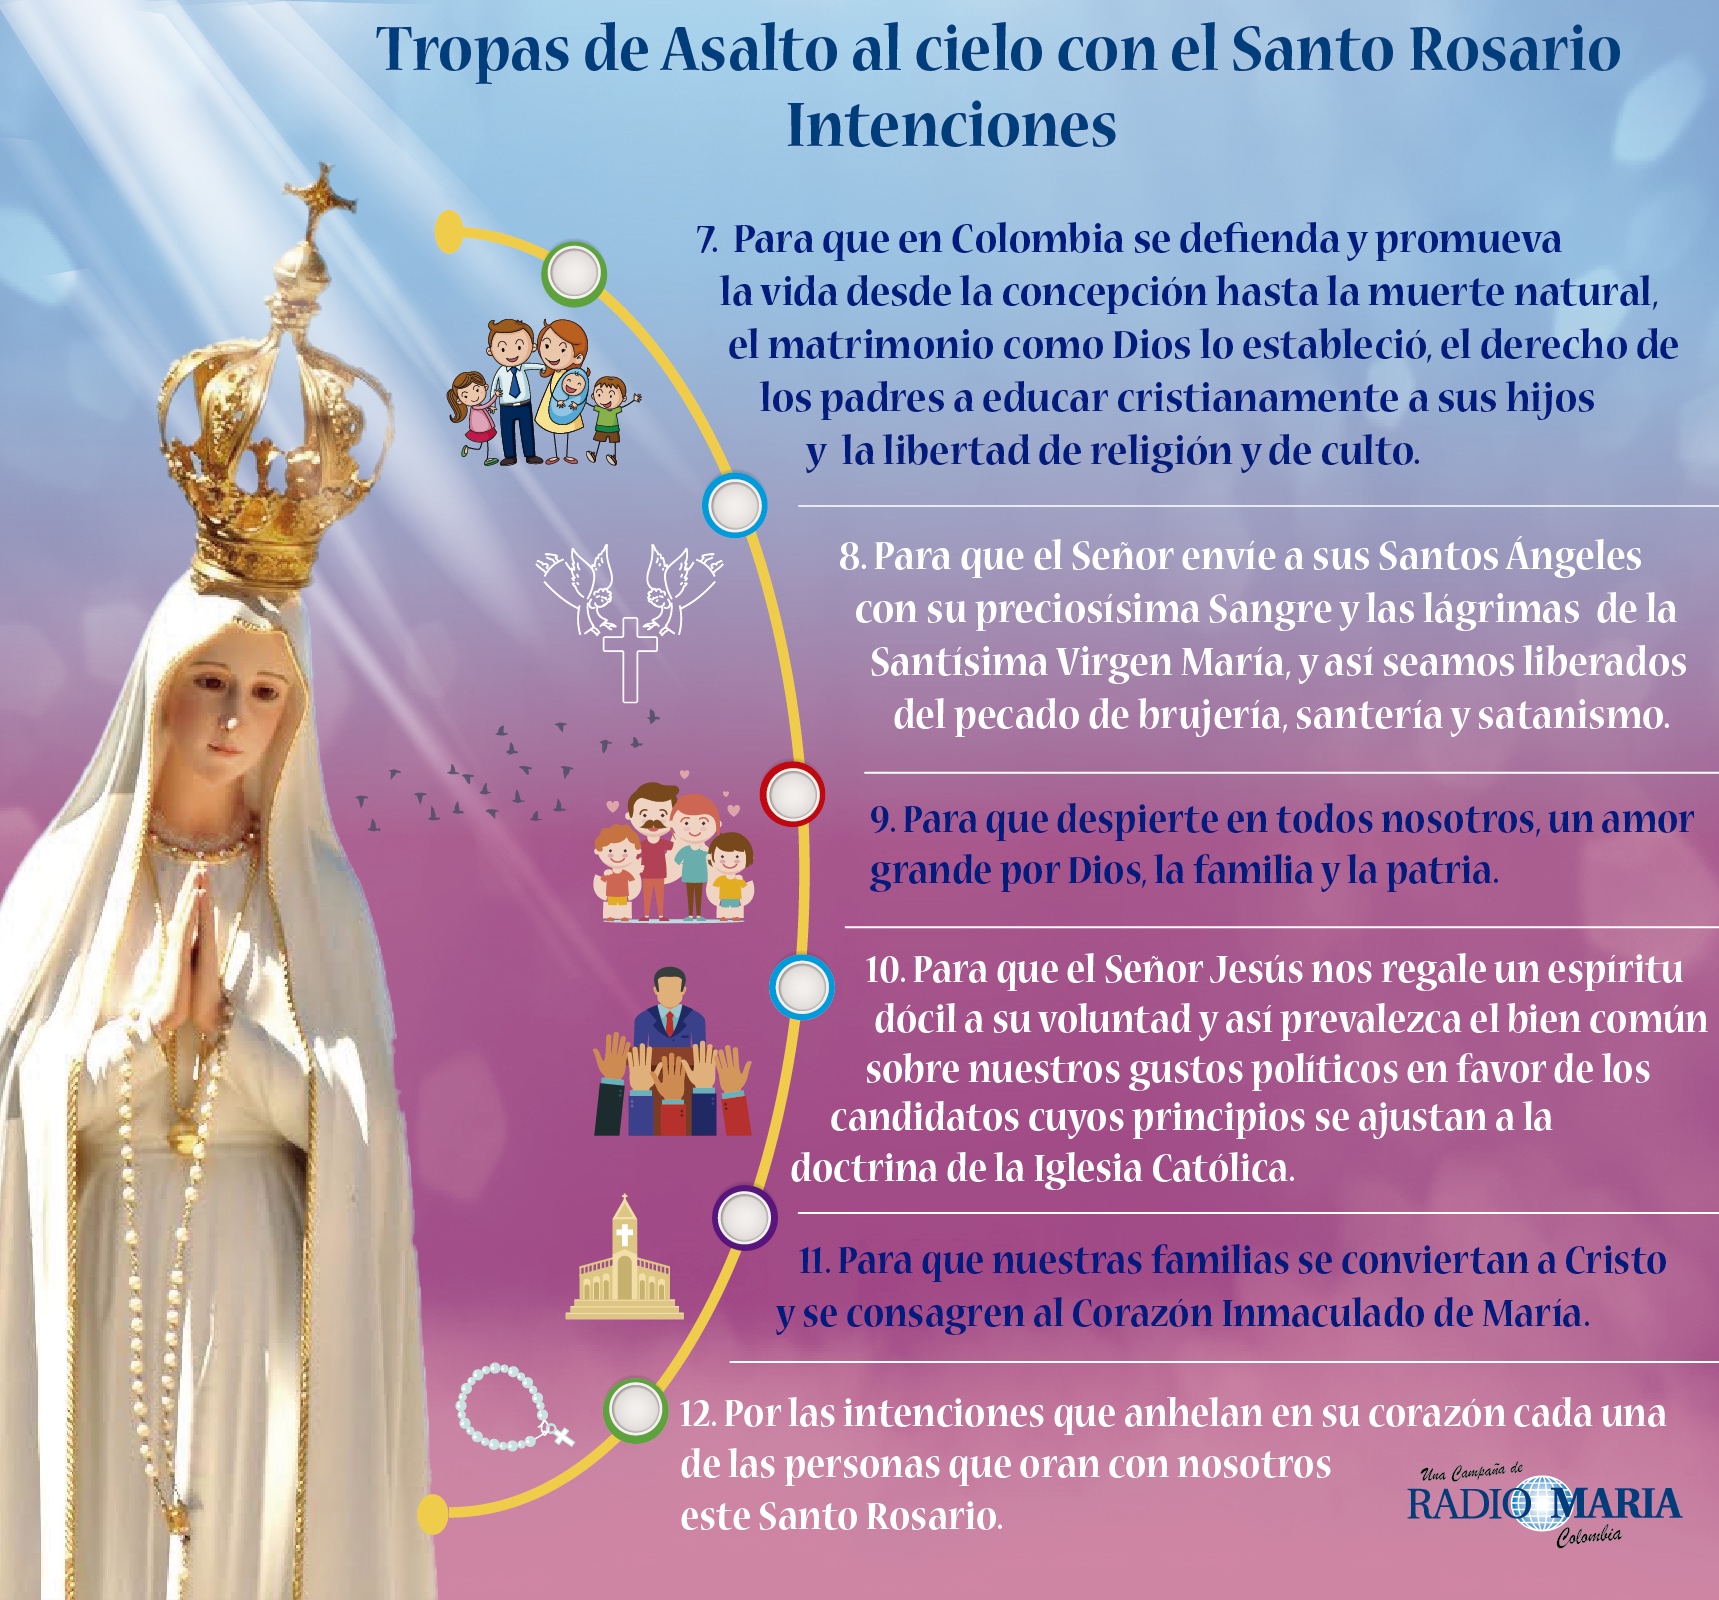 Tropas de Asalto al cielo con el Santo Rosario
Intenciones
7. Para que en Colombia se defienda y promueva
la vida desde la concepción hasta la muerte natural,
el matrimonio como Dios lo estableció, el derecho de
los padres a educar cristianamente a sus hijos
y la libertad de religión y de culto.
8. Para que el Señor envíe a sus Santos Ángeles
con su preciosísima Sangre y las lágrimas de la
Santísima Virgen María, y así seamos liberados
del pecado de brujería, santería y satanismo.
9. Para que despierte en todos nosotros, un amor
grande por Dios, la familia y la patria.
10. Para que el Señor Jesús nos regale un espíritu
dócil a su voluntad y así prevalezca el bien común
sobre nuestros gustos políticos en favor de los
candidatos cuyos principios se ajustan a la
doctrina de la Iglesia Católica.
11. Para que nuestras familias se conviertan a Cristo
y se consagren al Corazón Inmaculado de María.
12. Por las intenciones que anhelan en su corazón cada una
de las personas que oran con nosotros
este Santo Rosario.
Una Campaña de
RADIO MARIA
Colombia